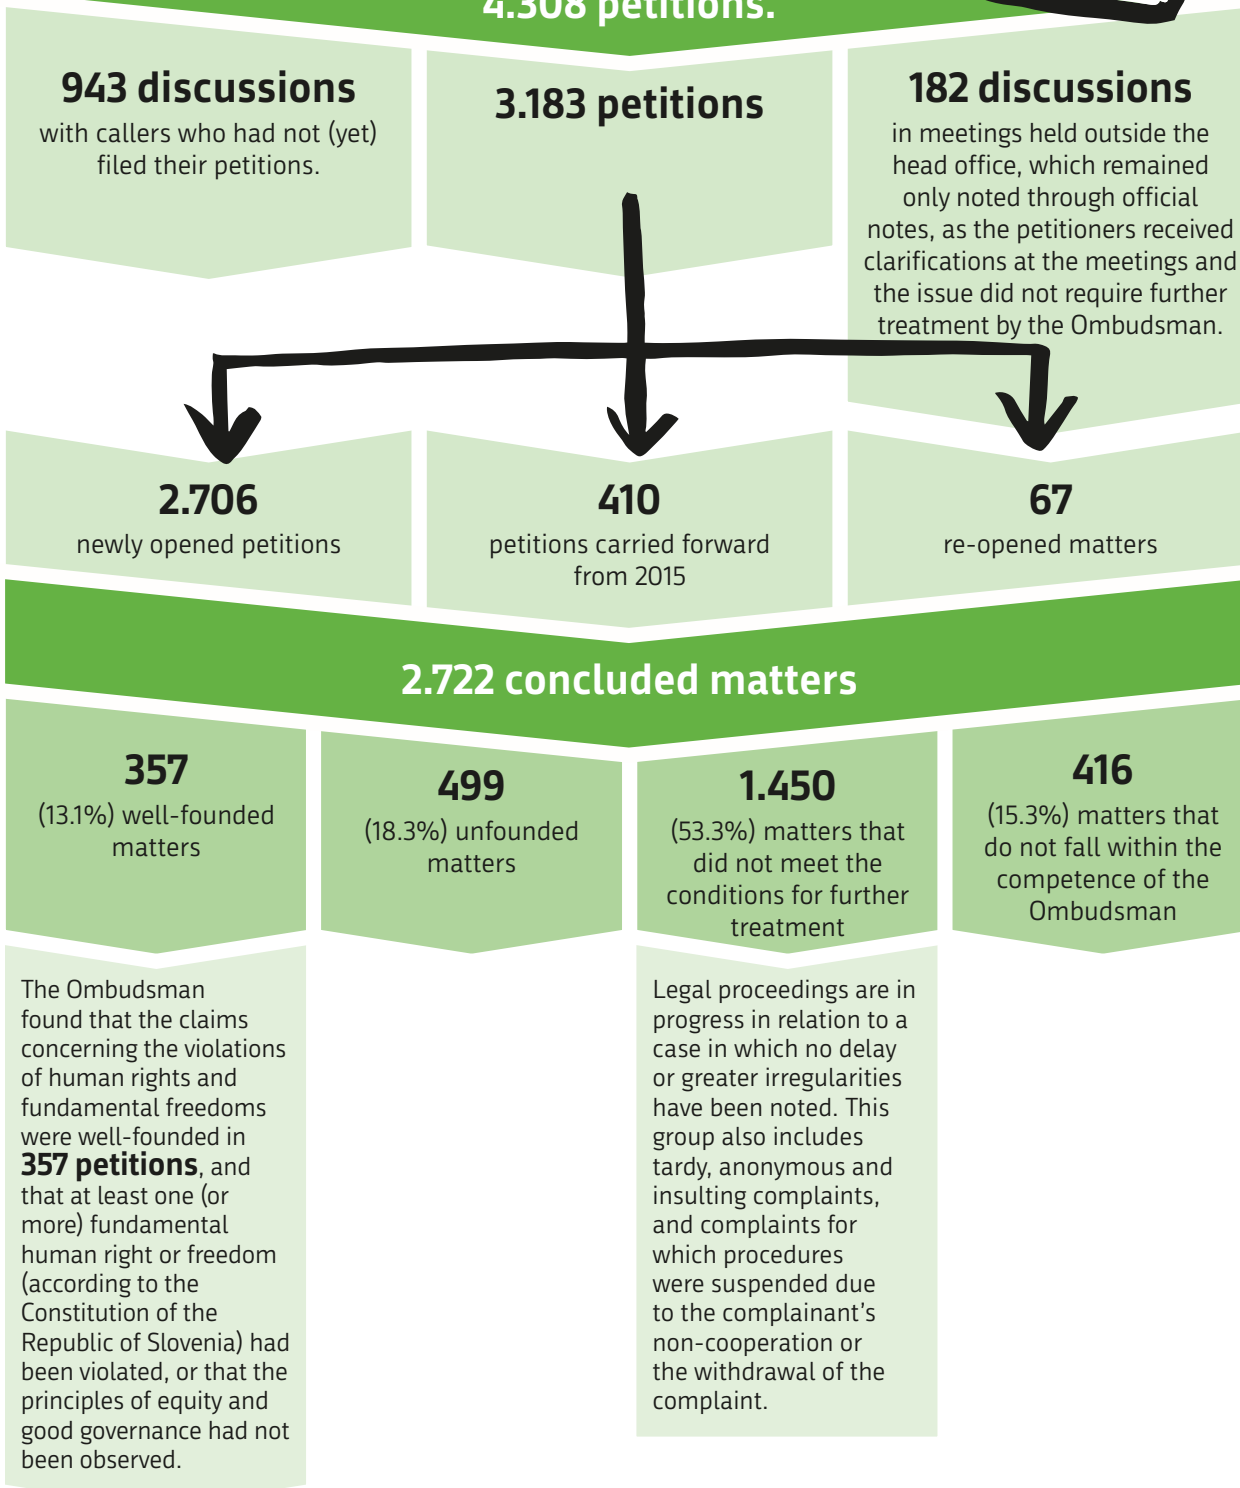 4.308 petitions.
943 discussions
with callers who had not (yet)
filed their petitions.
3.183 petitions
182 discussions
in meetings held outside the
head office, which remained
only noted through official
notes, as the petitioners received
clarifications at the meetings and
the issue did not require further
treatment by the Ombudsman.
2.706
newly opened petitions
410
petitions carried forward
from 2015
67
re-opened matters
2.722 concluded matters
357
(13.1%) well-founded
matters
499
(18.3%) unfounded
matters
1.450
(53.3%) matters that
did not meet the
conditions for further
treatment
416
(15.3%) matters that
do not fall within the
competence of the
Ombudsman
The Ombudsman
found that the claims
concerning the violations
of human rights and
fundamental freedoms
were well-founded in
357 petitions, and
that at least one (or
more) fundamental
human right or freedom
(according to the
Constitution of the
Republic of Slovenia) had
been violated, or that the
principles of equity and
good governance had not
been observed.
Legal proceedings are in
progress in relation to a
case in which no delay
or greater irregularities
have been noted. This
group also includes
tardy, anonymous and
insulting complaints,
and complaints for
which procedures
were suspended due
to the complainant’s
non-cooperation or
the withdrawal of the
complaint.